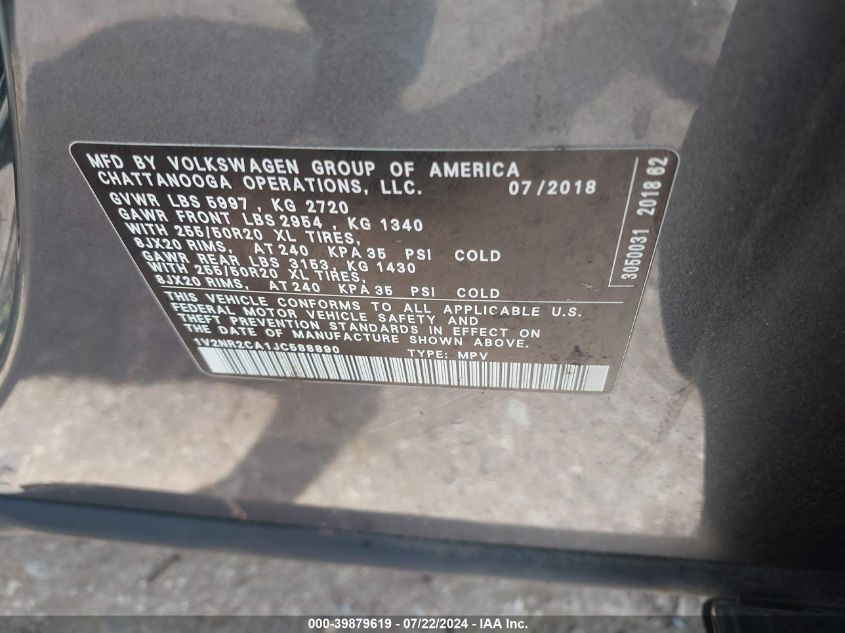 MFD BY VOLKSWAGEN GROUP OF AMERICA
CHATTANOOGA OPERATIONS, LLC. 07/2018
GVWR LBS 5997, KG 2720
GAWR FRONT LBS 2954, KG 1340
WITH 255/50R20 XL TIRES,
8JX20 RIMS, AT 240 KPA 35 PSI COLD
GAWR REAR LBS 3153, KG 1430
WITH 255/50R20 XL TIRES,
8JX20 RIMS, AT 240 KPA 35 PSI COLD
THIS VEHICLE CONFORMS TO ALL APPLICABLE U.S.
FEDERAL MOTOR VEHICLE SAFETY AND
THEFT PREVENTION STANDARDS IN EFFECT ON
THE DATE OF MANUFACTURE SHOWN ABOVE.
1V2NR2CA1JC588890 TYPE: MPV
3050031 2018 62
000-39879619 - 07/22/2024 - IAA Inc.